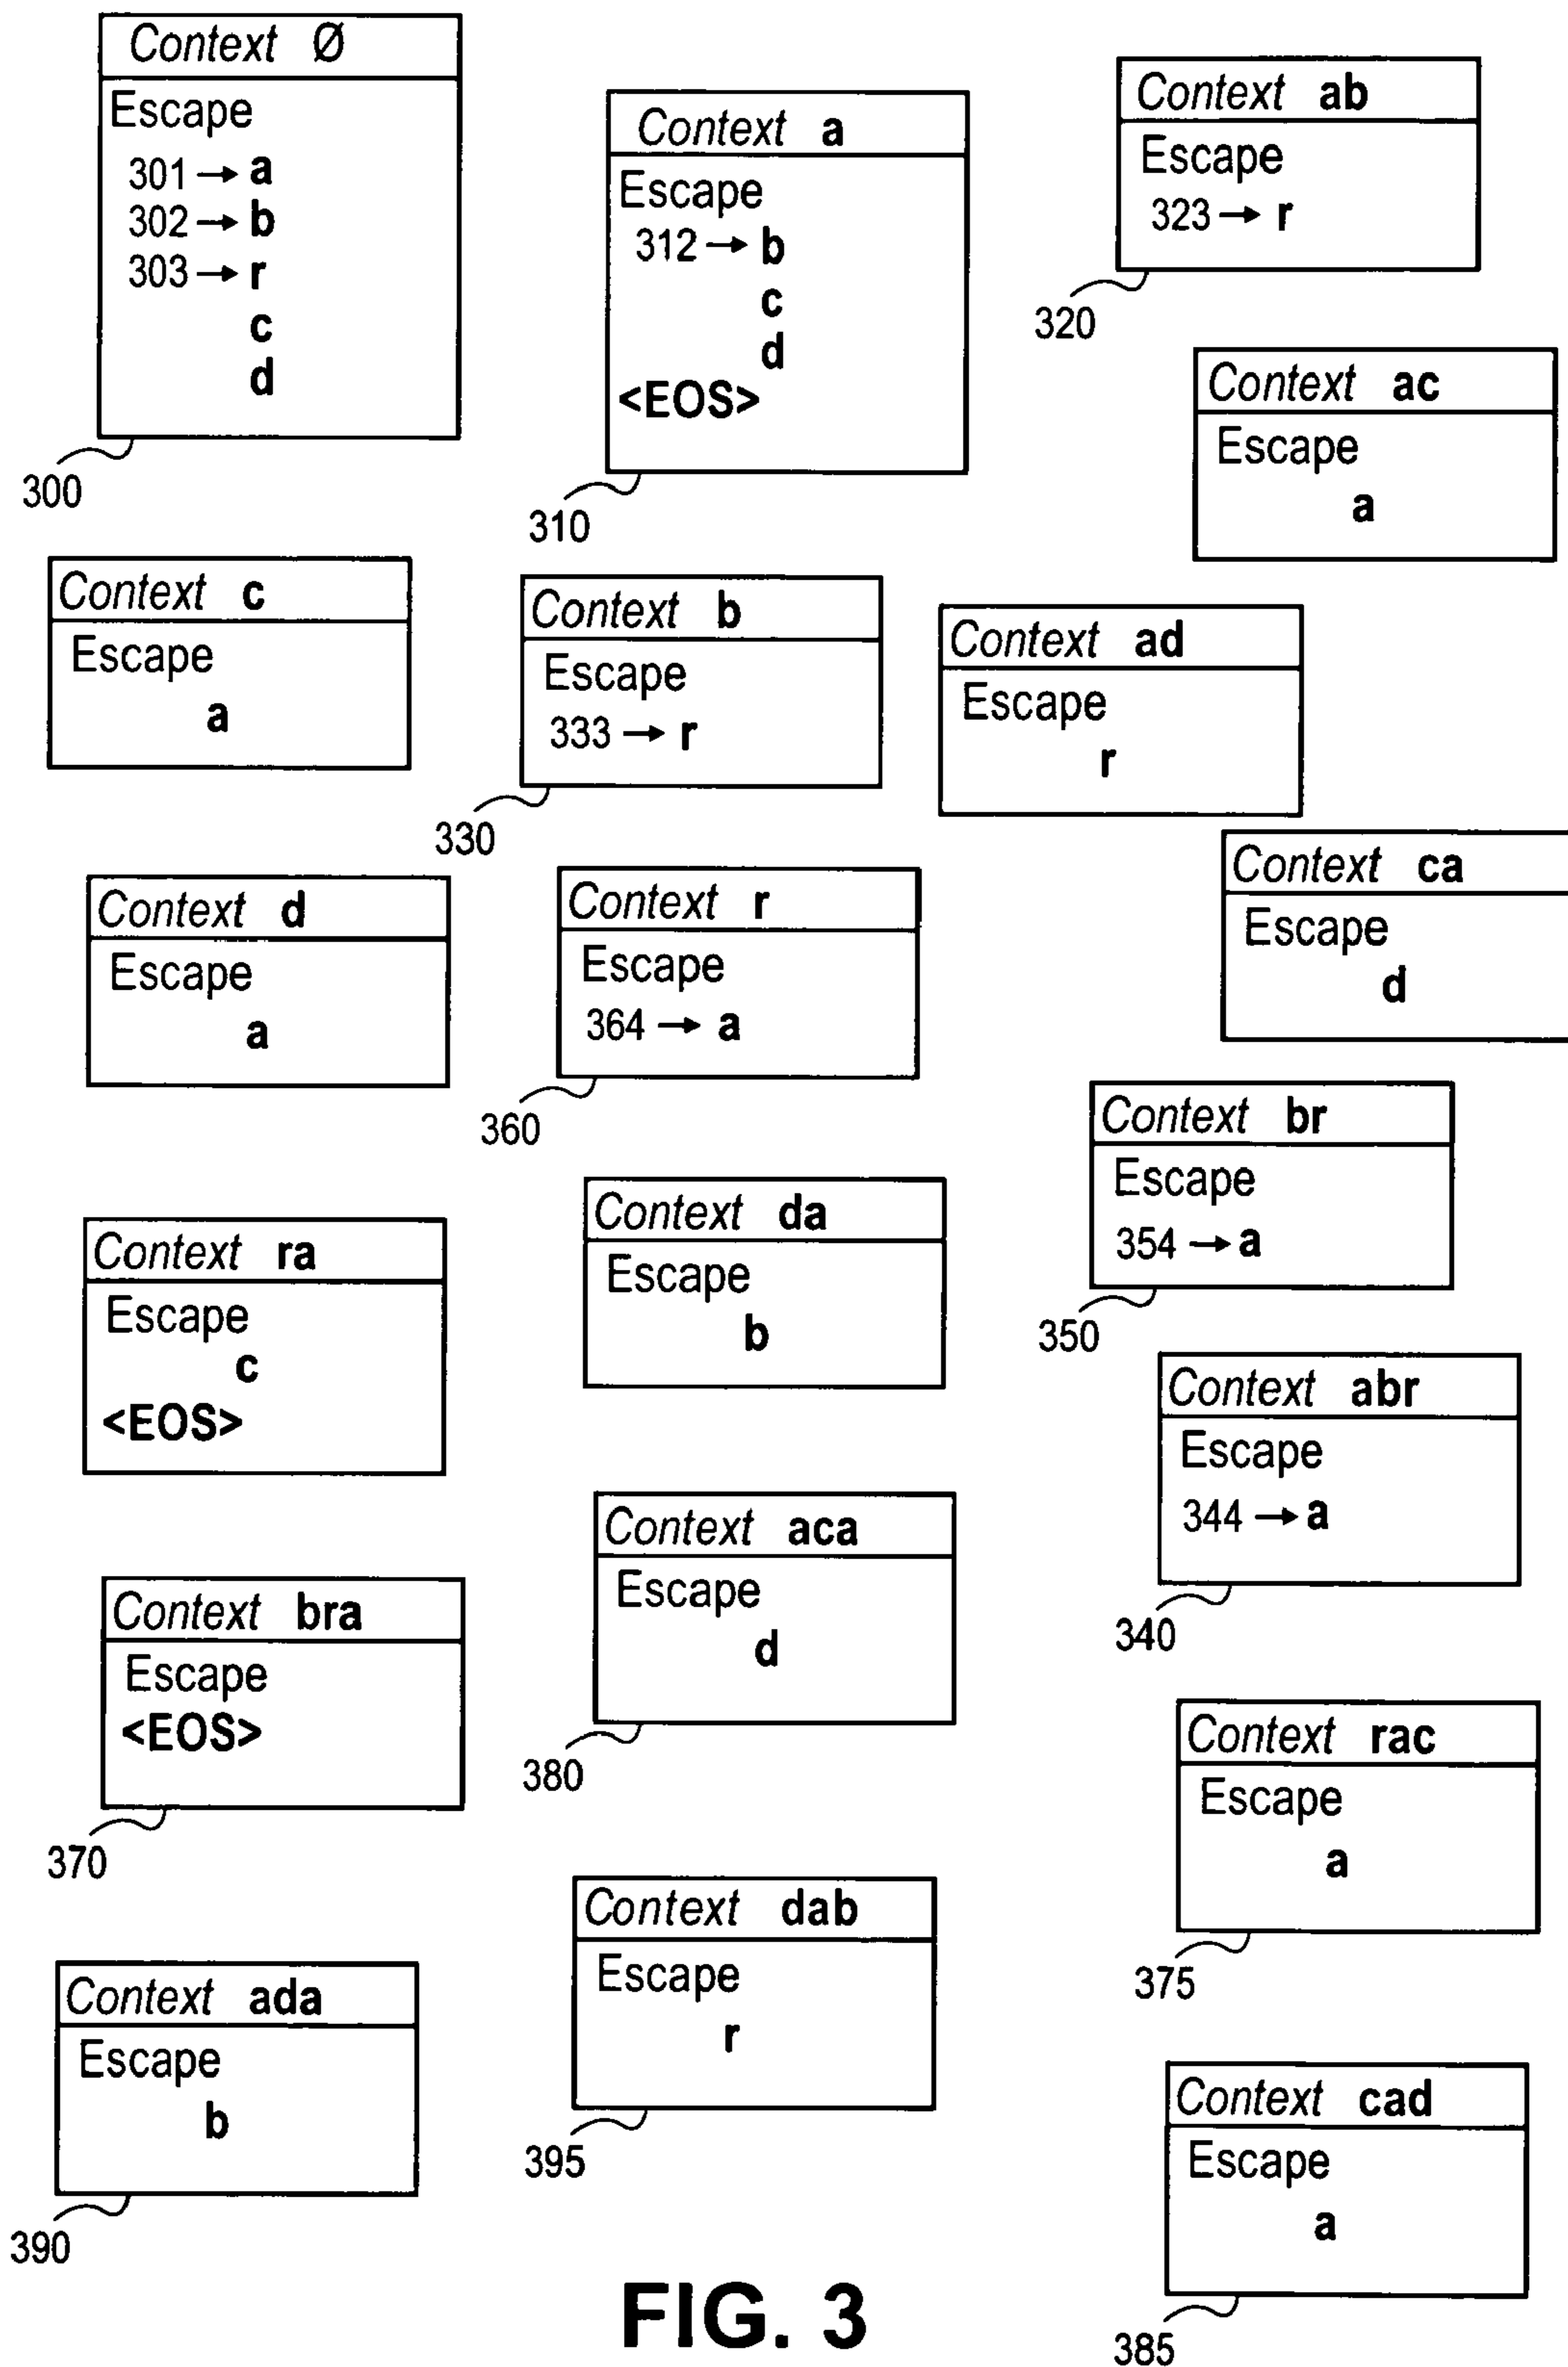 Context Ø
Escape
301 → a
302 → b
303 → r
c
d
300
Context a
Escape
312 → b
c
d
<EOS>
310
Context ab
Escape
323 → r
320
Context ac
Escape
a
Context c
Escape
a
Context b
Escape
333 → r
330
Context ad
Escape
r
Context ca
Escape
d
Context d
Escape
a
Context r
Escape
364 → a
360
Context br
Escape
354 → a
350
Context ra
Escape
c
<EOS>
Context da
Escape
b
Context abr
Escape
344 → a
340
Context bra
Escape
<EOS>
370
Context aca
Escape
d
380
Context rac
Escape
a
375
Context ada
Escape
b
390
Context dab
Escape
r
395
Context cad
Escape
a
385
FIG. 3